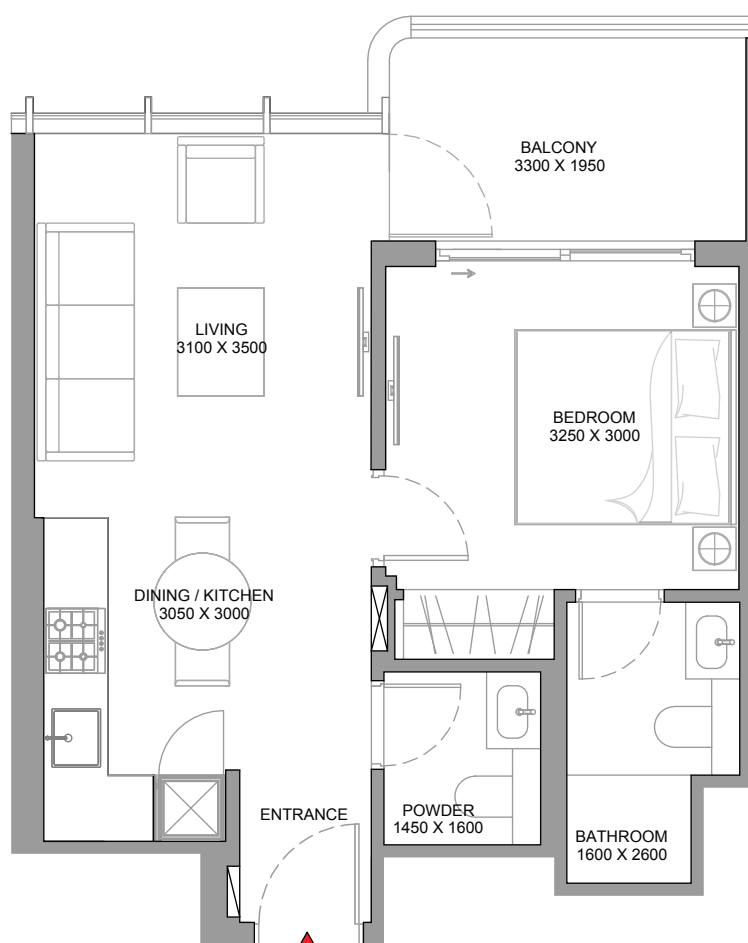 BALCONY
3300 X 1950
LIVING
3100 X 3500
BEDROOM
3250 X 3000
DINING / KITCHEN
3050 X 3000
ENTRANCE
POWDER
1450 X 1600
BATHROOM
1600 X 2600